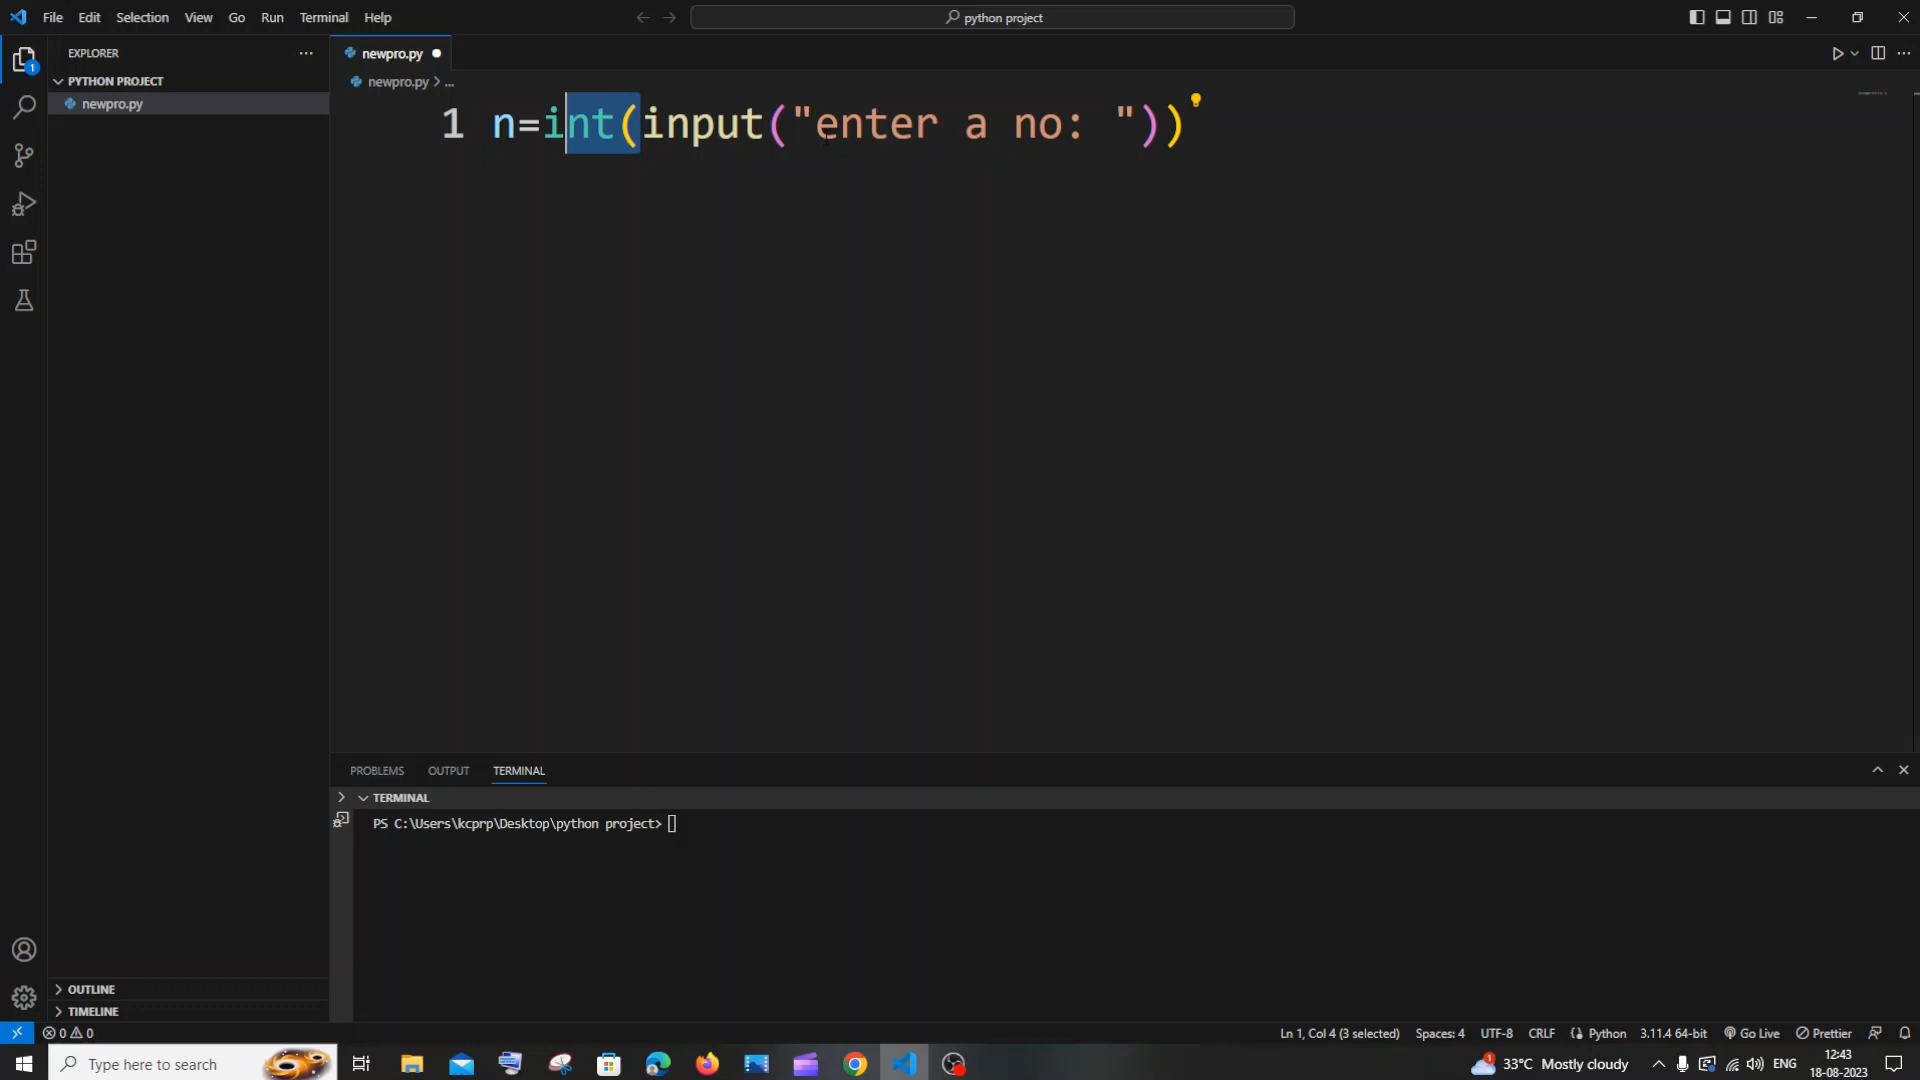 File Edit Selection View Go Run Terminal Help
python project
EXPLORER
newpro.py
PYTHON PROJECT
newpro.py > ...
newpro.py
1 n=int(input("enter a no: "))
PROBLEMS OUTPUT TERMINAL
TERMINAL
PS C:\Users\kcprp\Desktop\python project>
OUTLINE
TIMELINE
0 0
Ln 1, Col 4 (3 selected) Spaces: 4 UTF-8 CRLF Python 3.11.4 64-bit Go Live Prettier
Type here to search
33°C Mostly cloudy
ENG
12:43
18-08-2023
1
1